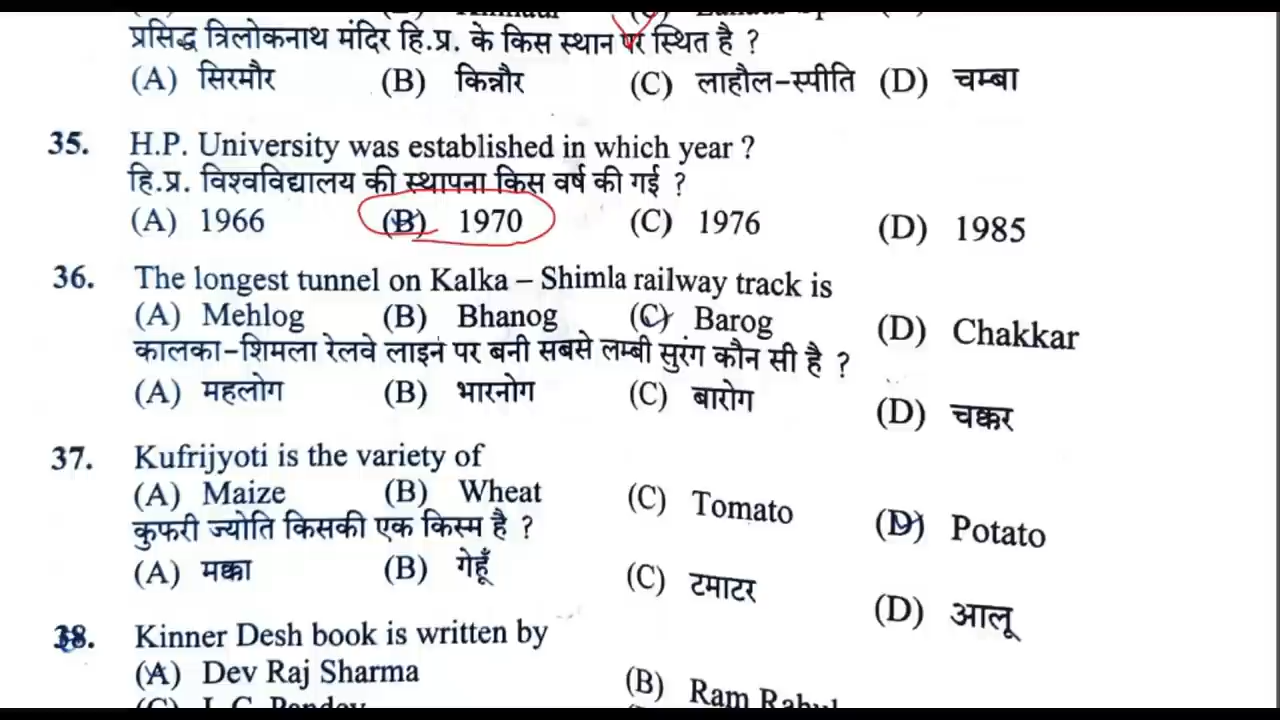 प्रसिद्ध त्रिलोकनाथ मंदिर हि.प्र. के किस स्थान पर स्थित है ?
(A) सिरमौर (B) किन्नौर (C) लाहौल-स्पीति (D) चम्बा
35. H.P. University was established in which year ?
हि.प्र. विश्वविद्यालय की स्थापना किस वर्ष की गई ?
(A) 1966 (B) 1970 (C) 1976 (D) 1985
36. The longest tunnel on Kalka – Shimla railway track is
(A) Mehlog (B) Bhanog (C) Barog (D) Chakkar
कालका-शिमला रेलवे लाइन पर बनी सबसे लम्बी सुरंग कौन सी है ?
(A) महलोग (B) भारनोग (C) बारोग (D) चक्कर
37. Kufrijyoti is the variety of
(A) Maize (B) Wheat (C) Tomato (D) Potato
कुफरी ज्योति किसकी एक किस्म है ?
(A) मक्का (B) गेहूँ (C) टमाटर (D) आलू
38. Kinner Desh book is written by
(A) Dev Raj Sharma (B) Ram Rahul